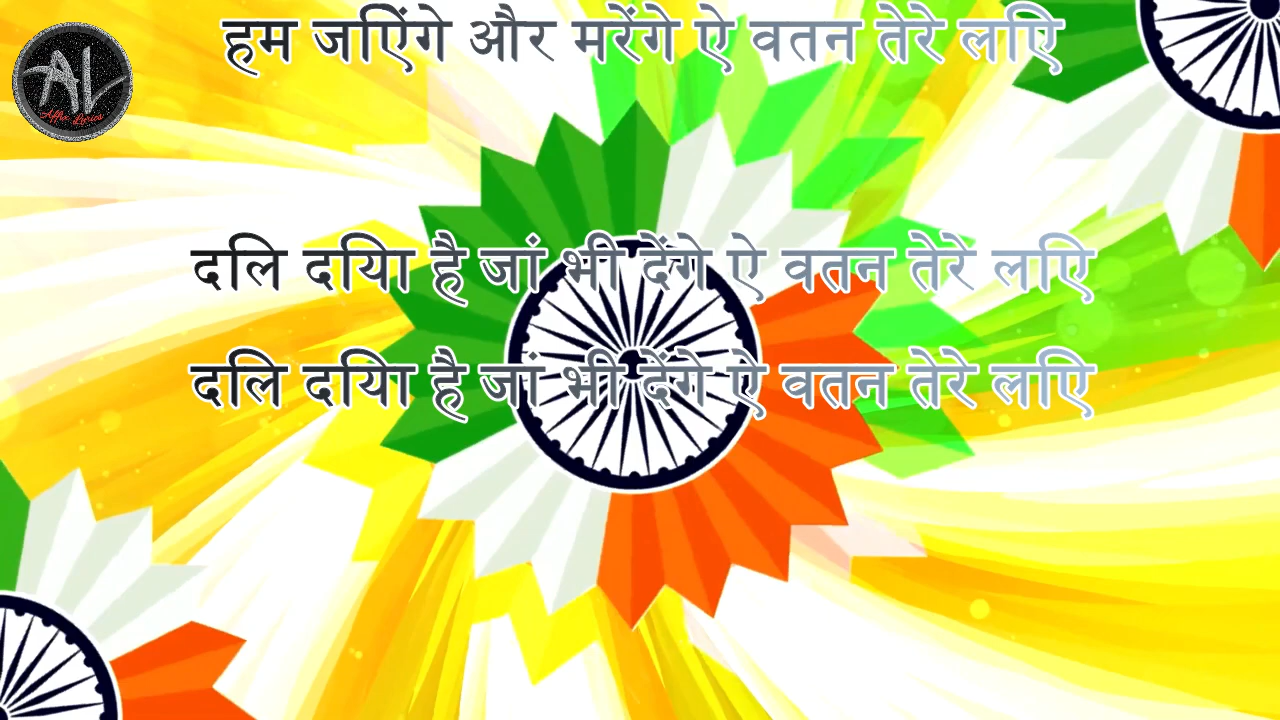 AL
हम जएिंगे और मरेंगे ऐ वतन तेरे लएि
दलि दयिा है जां भी देंगे ऐ वतन तेरे लएि
दलि दयिा है जां भी देंगे ऐ वतन तेरे लएि